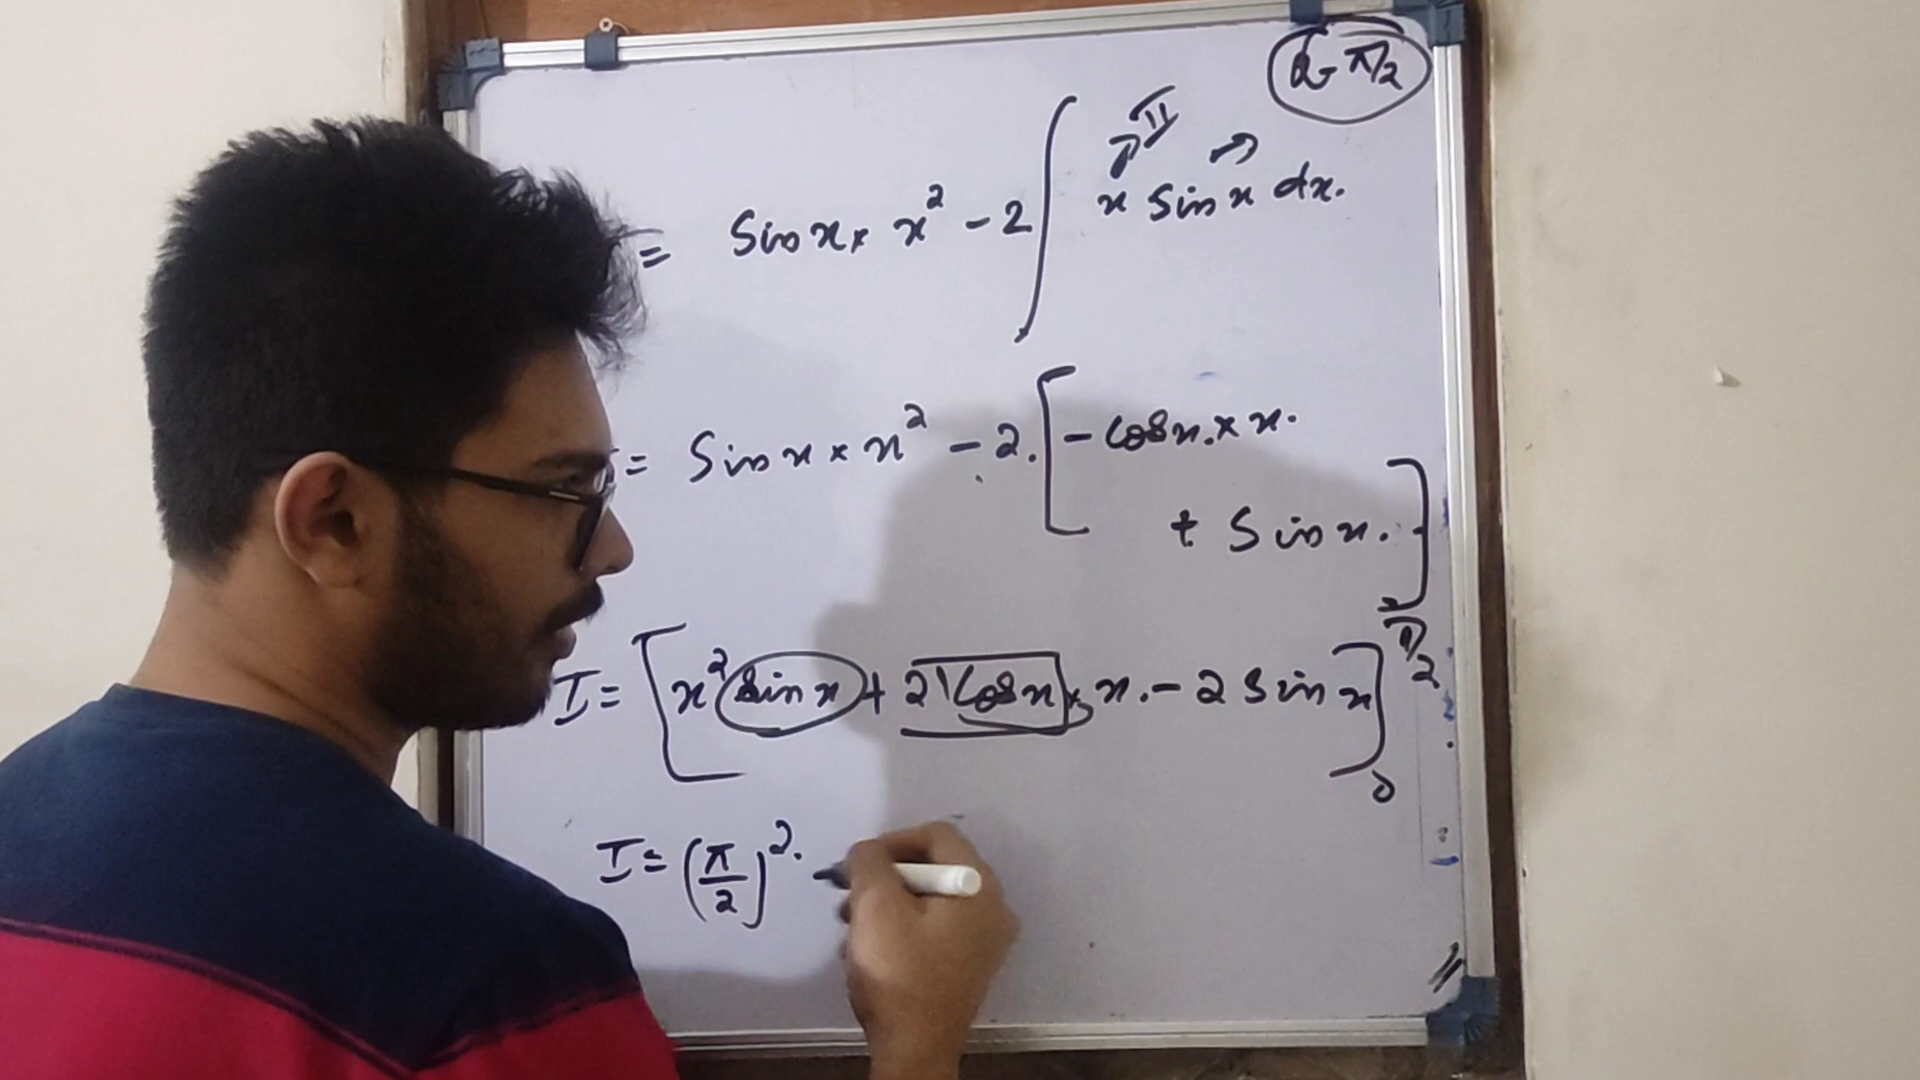 π/2
II
= Sin x × x² - 2 ∫ x Sin x dx.
= Sin x × x² - 2. [ - Cos x. × x.
+ Sin x. ]
I = [ x² sin x + 2 Cos x × x. - 2 Sin x ] π/2 0
I = (π/2)².